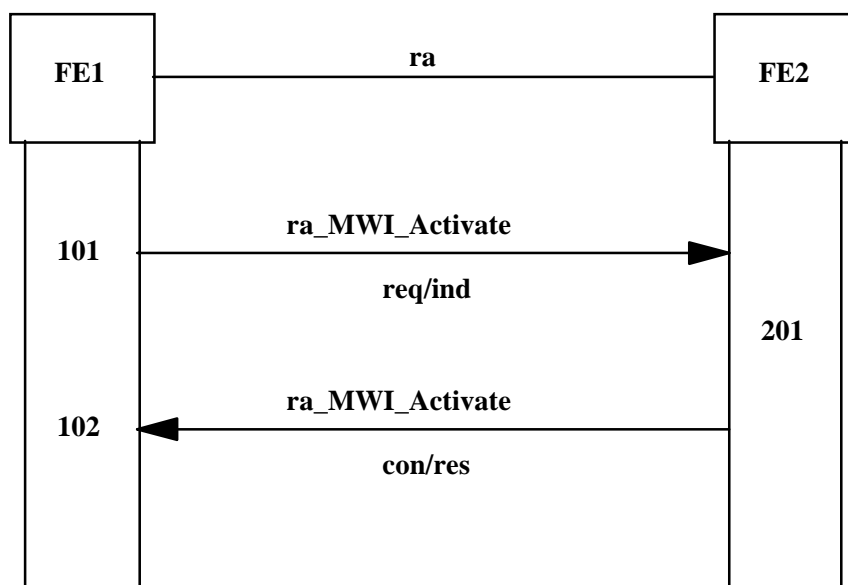 FE1
ra
FE2
ra_MWI_Activate
101
req/ind
201
ra_MWI_Activate
102
con/res